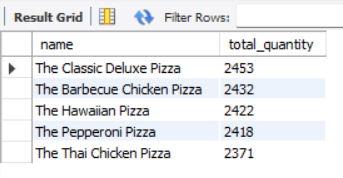 Result Grid Filter Rows:
name total_quantity
The Classic Deluxe Pizza 2453
The Barbecue Chicken Pizza 2432
The Hawaiian Pizza 2422
The Pepperoni Pizza 2418
The Thai Chicken Pizza 2371